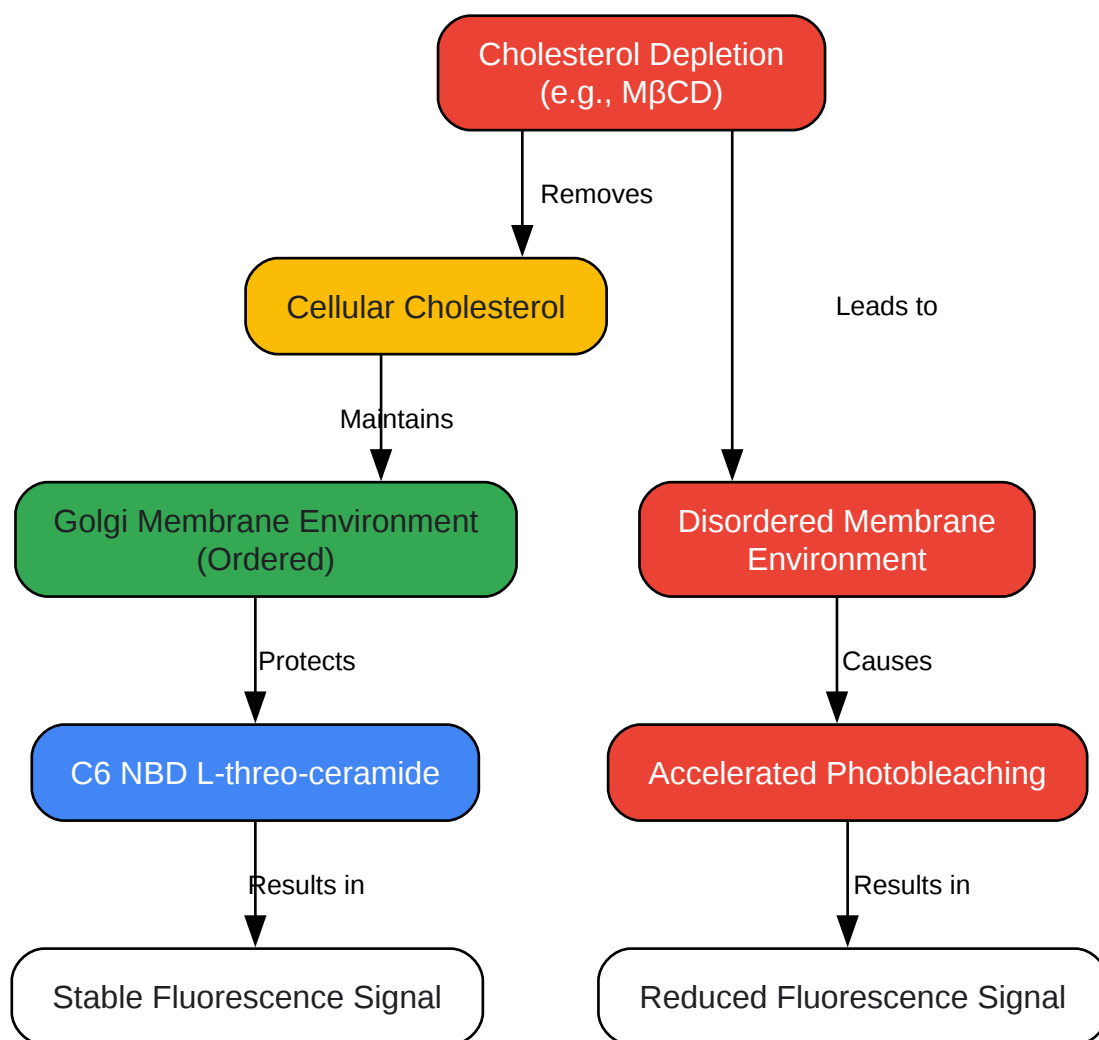 Cholesterol Depletion
(e.g., MβCD)
Removes
Cellular Cholesterol
Leads to
Maintains
Golgi Membrane Environment
(Ordered)
Disordered Membrane
Environment
Protects
Causes
C6 NBD L-threo-ceramide
Accelerated Photobleaching
Results in
Results in
Stable Fluorescence Signal
Reduced Fluorescence Signal